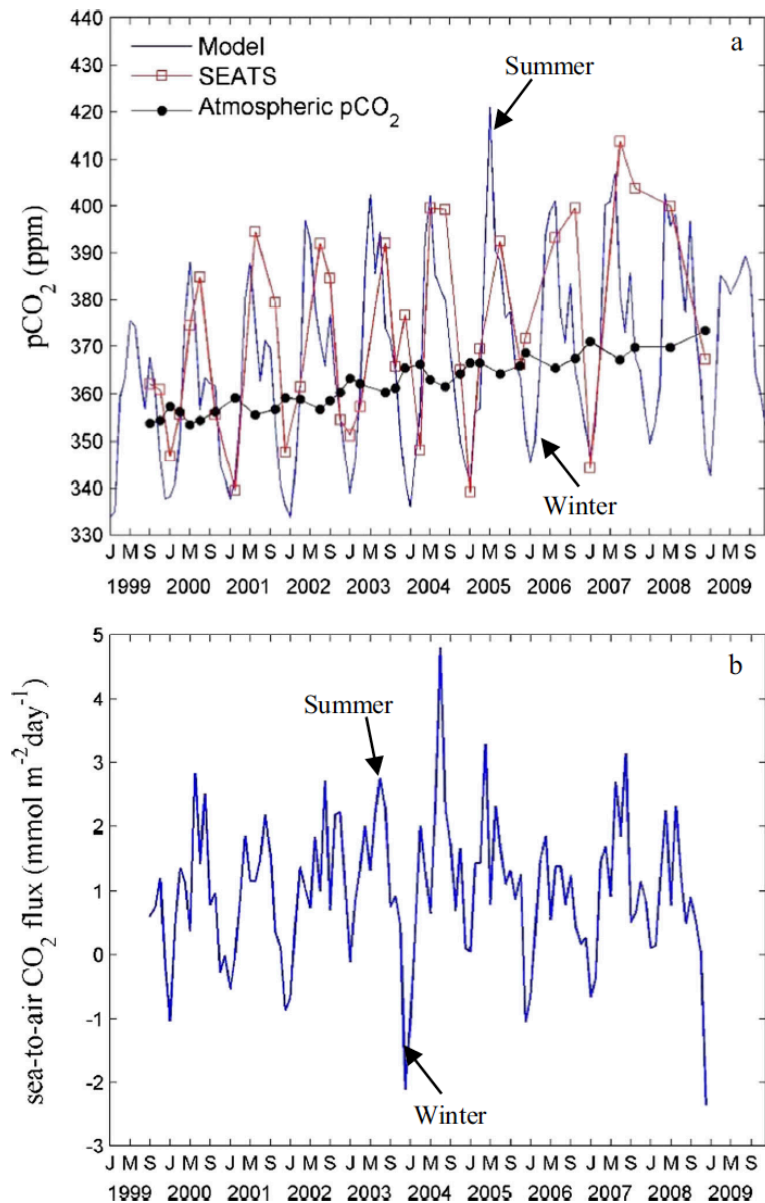 a
Model
SEATS
Atmospheric pCO₂
Summer
Winter
pCO₂ (ppm)
440
430
420
410
400
390
380
370
360
350
340
330
J M S J M S J M S J M S J M S J M S J M S J M S J M S J M S J M S
1999 2000 2001 2002 2003 2004 2005 2006 2007 2008 2009
b
Summer
Winter
sea-to-air CO₂ flux (mmol m⁻²day⁻¹)
5
4
3
2
1
0
-1
-2
-3
J M S J M S J M S J M S J M S J M S J M S J M S J M S J M S J M S
1999 2000 2001 2002 2003 2004 2005 2006 2007 2008 2009